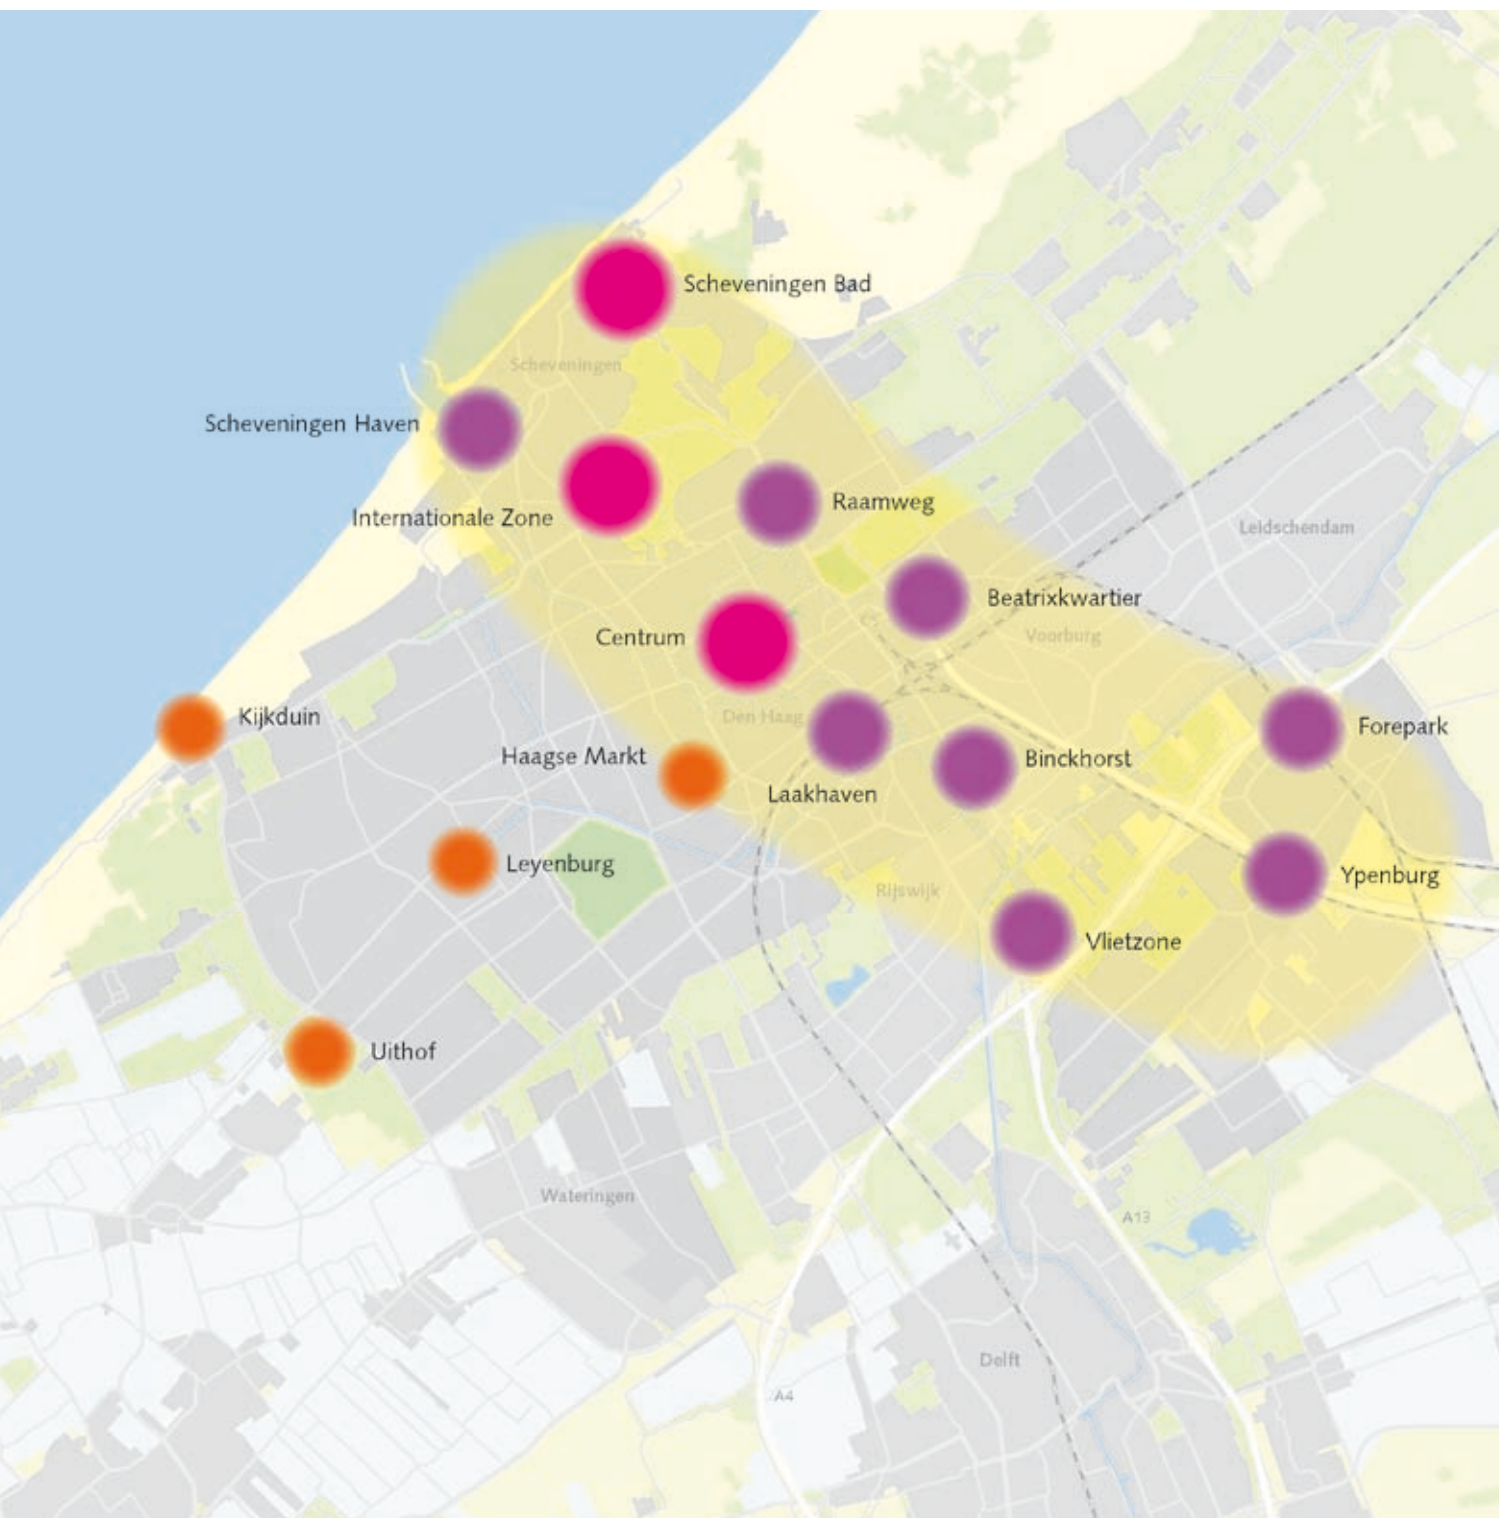 Scheveningen Bad
Scheveningen
Scheveningen Haven
Raamweg
Internationale Zone
Leidschendam
Beatrixkwartier
Centrum
Voorburg
Kijkduin
Den Haag
Forepark
Haagse Markt
Binckhorst
Laakhaven
Leyenburg
Ypenburg
Rijswijk
Vlietzone
Uithof
Wateringen
A13
Delft
A4